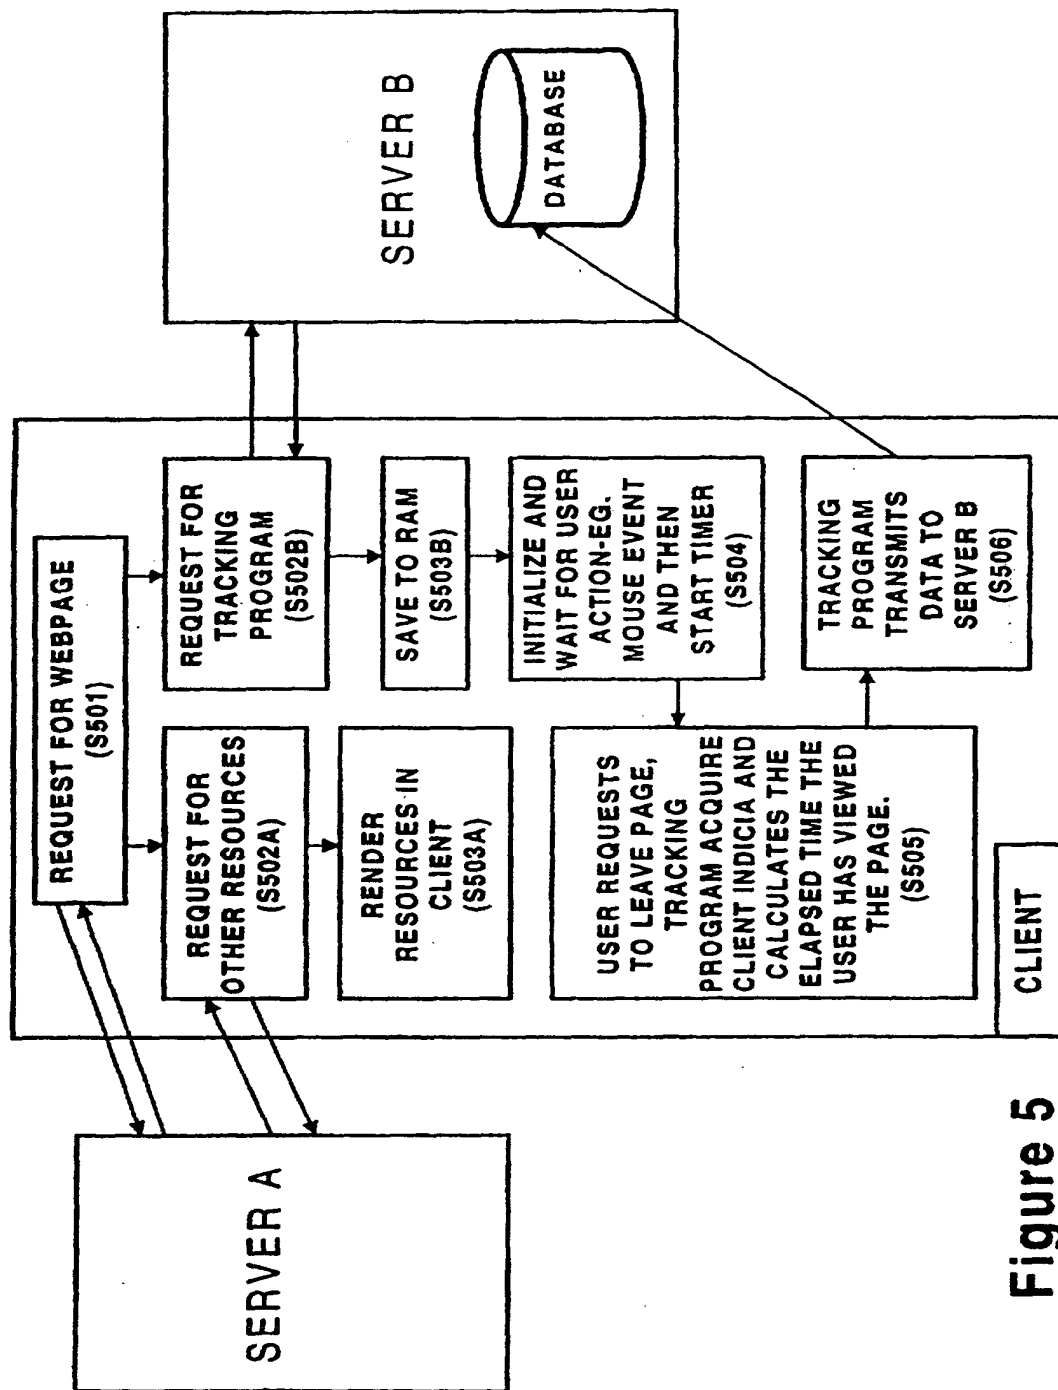 SERVER A
REQUEST FOR WEBPAGE
(S501)
REQUEST FOR
OTHER RESOURCES
(S502A)
RENDER
RESOURCES IN
CLIENT
(S503A)
REQUEST FOR
TRACKING
PROGRAM
(S502B)
SAVE TO RAM
(S503B)
INITIALIZE AND
WAIT FOR USER
ACTION-EG.
MOUSE EVENT
AND THEN
START TIMER
(S504)
USER REQUESTS
TO LEAVE PAGE,
TRACKING
PROGRAM ACQUIRE
CLIENT INDICIA AND
CALCULATES THE
ELAPSED TIME THE
USER HAS VIEWED
THE PAGE.
(S505)
TRACKING
PROGRAM
TRANSMITS
DATA TO
SERVER B
(S506)
CLIENT
SERVER B
DATABASE
Figure 5